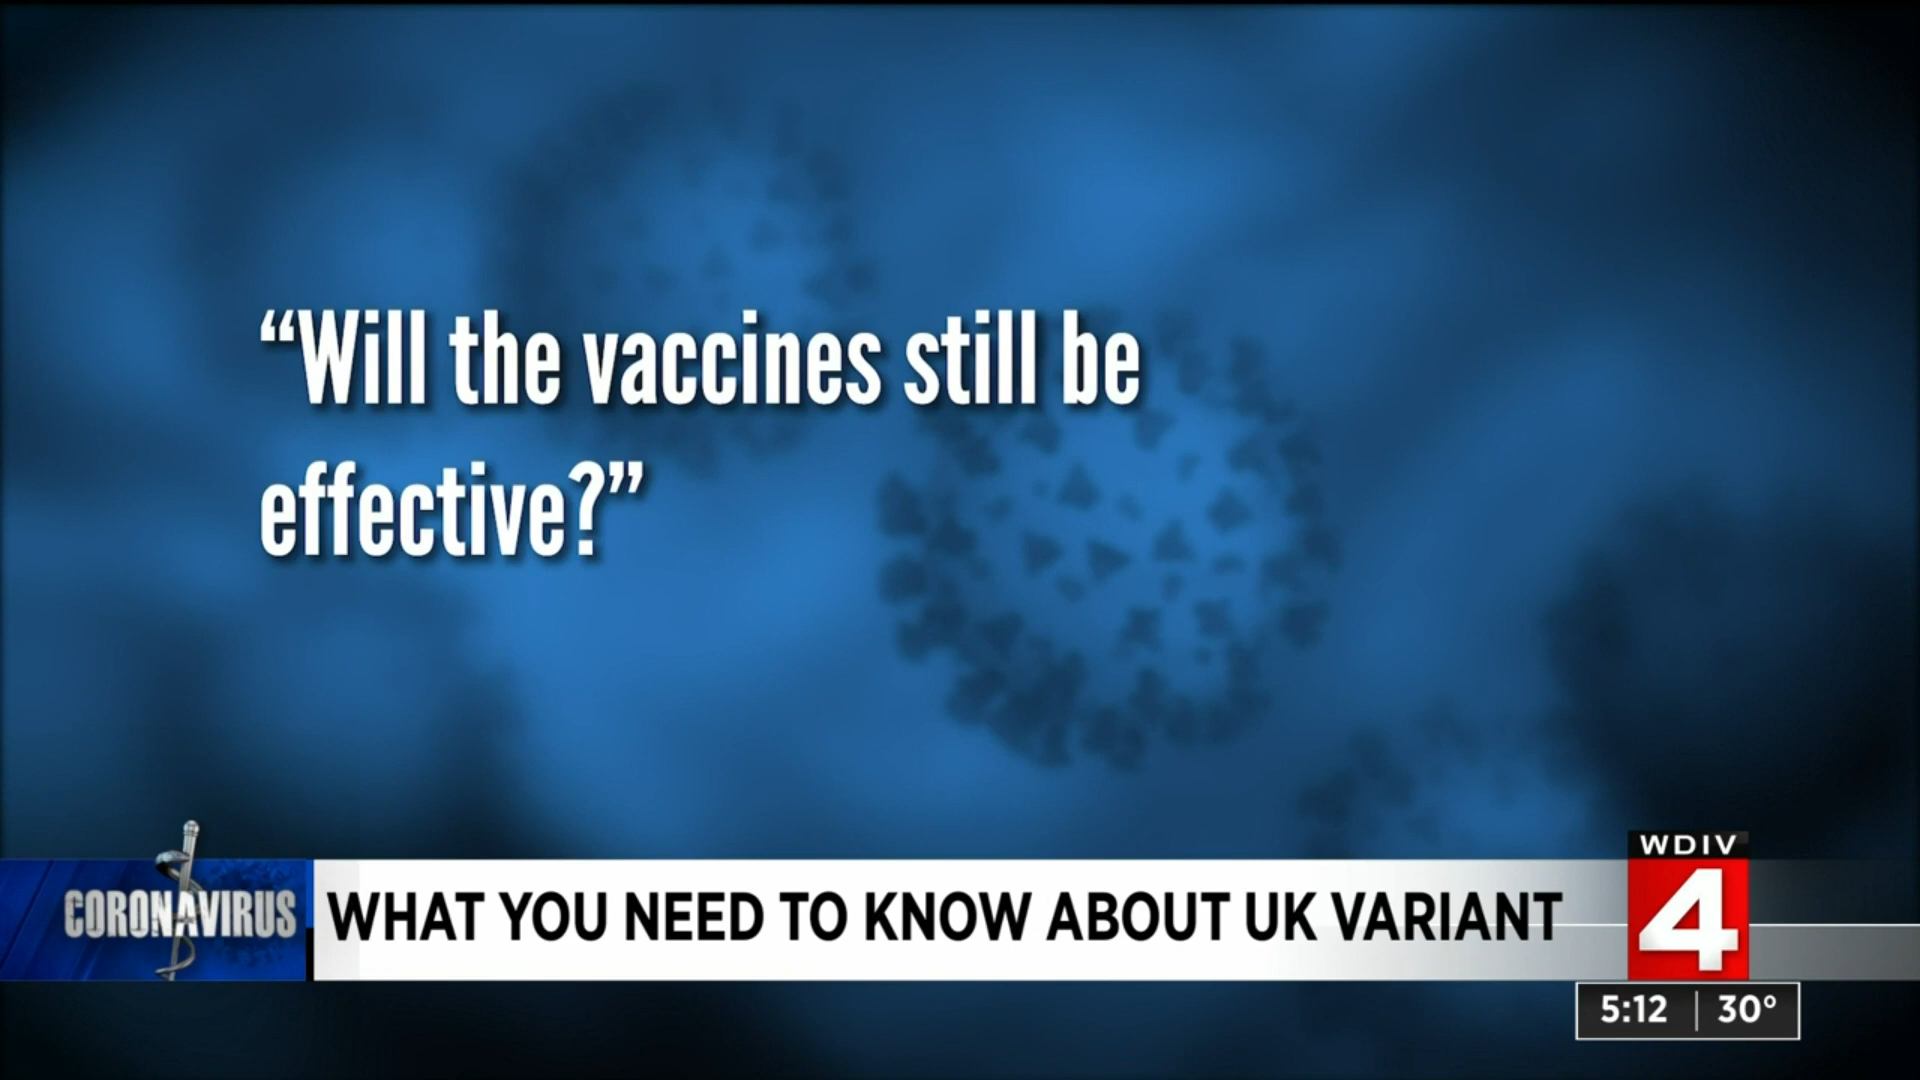 “Will the vaccines still be
effective?”
CORONAVIRUS
WHAT YOU NEED TO KNOW ABOUT UK VARIANT
WDIV
4
5:12 | 30°